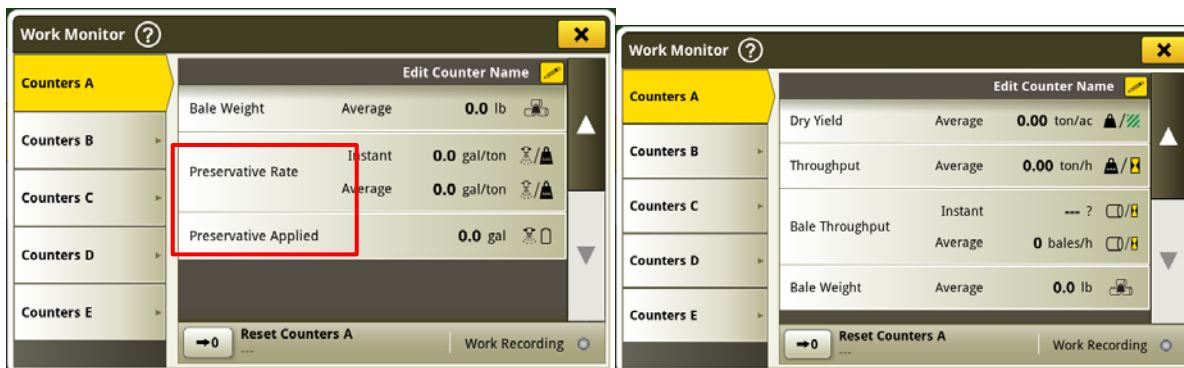 Work Monitor ?
Counters A
Counters B
Counters C
Counters D
Counters E
Edit Counter Name
Bale Weight Average 0.0 lb
Preservative Rate
Instant 0.0 gal/ton
Average 0.0 gal/ton
Preservative Applied 0.0 gal
→0 Reset Counters A
---
Work Recording
Work Monitor ?
Counters A
Counters B
Counters C
Counters D
Counters E
Edit Counter Name
Dry Yield Average 0.00 ton/ac
Throughput Average 0.00 ton/h
Bale Throughput
Instant --- ?
Average 0 bales/h
Bale Weight Average 0.0 lb
→0 Reset Counters A
---
Work Recording